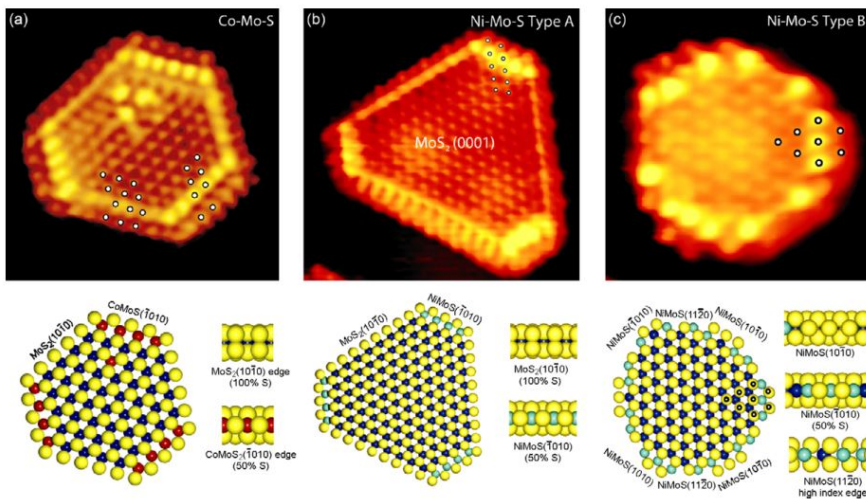 (a)
Co-Mo-S
(b)
Ni-Mo-S Type A
(c)
Ni-Mo-S Type B
MoS₂(0001)
MoS₂(101̄0)
CoMoS(1̄010)
MoS₂(101̄0) edge
(100% S)
CoMoS₂(1̄010) edge
(50% S)
MoS₂(101̄0)
NiMoS(1̄010)
MoS₂(101̄0)
(100% S)
NiMoS(1̄010)
(50% S)
NiMoS(1̄010)
NiMoS(112̄0)
NiMoS(101̄0)
NiMoS(1010)
NiMoS(112̄0)
NiMoS(101̄0)
NiMoS(101̄0)
NiMoS(1̄010)
(50% S)
NiMoS(112̄0)
high index edge